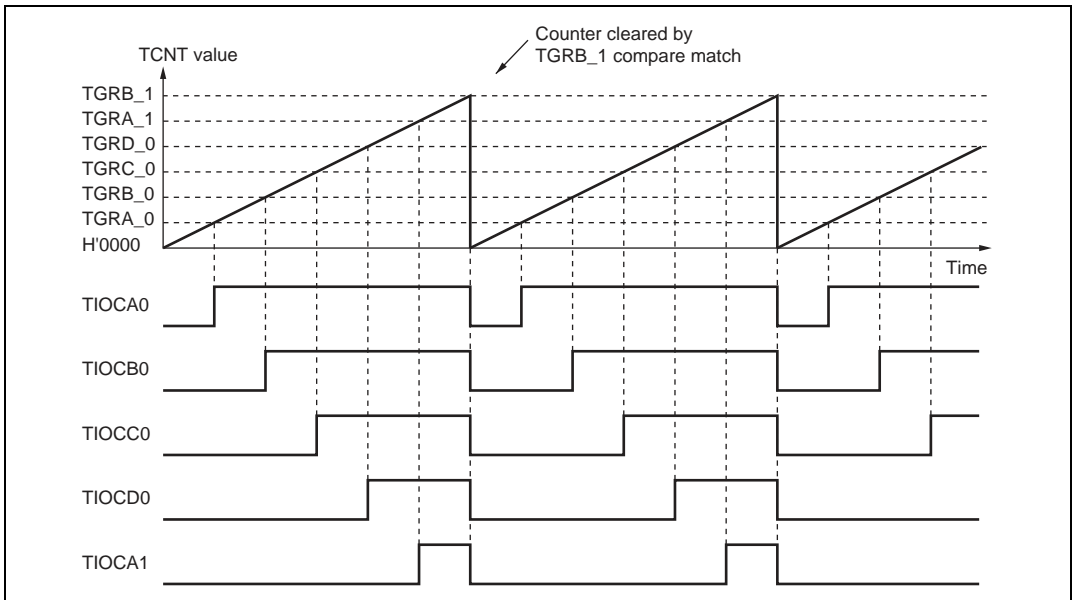 Counter cleared by
TGRB_1 compare match
TCNT value
TGRB_1
TGRA_1
TGRD_0
TGRC_0
TGRB_0
TGRA_0
H'0000
Time
TIOCA0
TIOCB0
TIOCC0
TIOCD0
TIOCA1